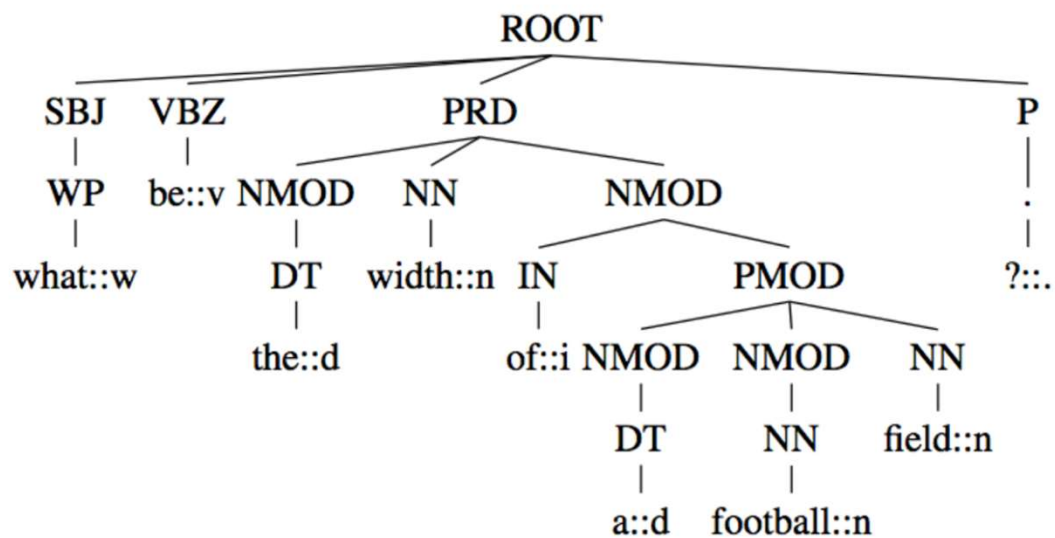 ROOT
SBJ VBZ PRD P
WP be::v NMOD NN NMOD .
what::w DT width::n IN PMOD ?::.
the::d of::i NMOD NMOD NN
DT NN field::n
a::d football::n